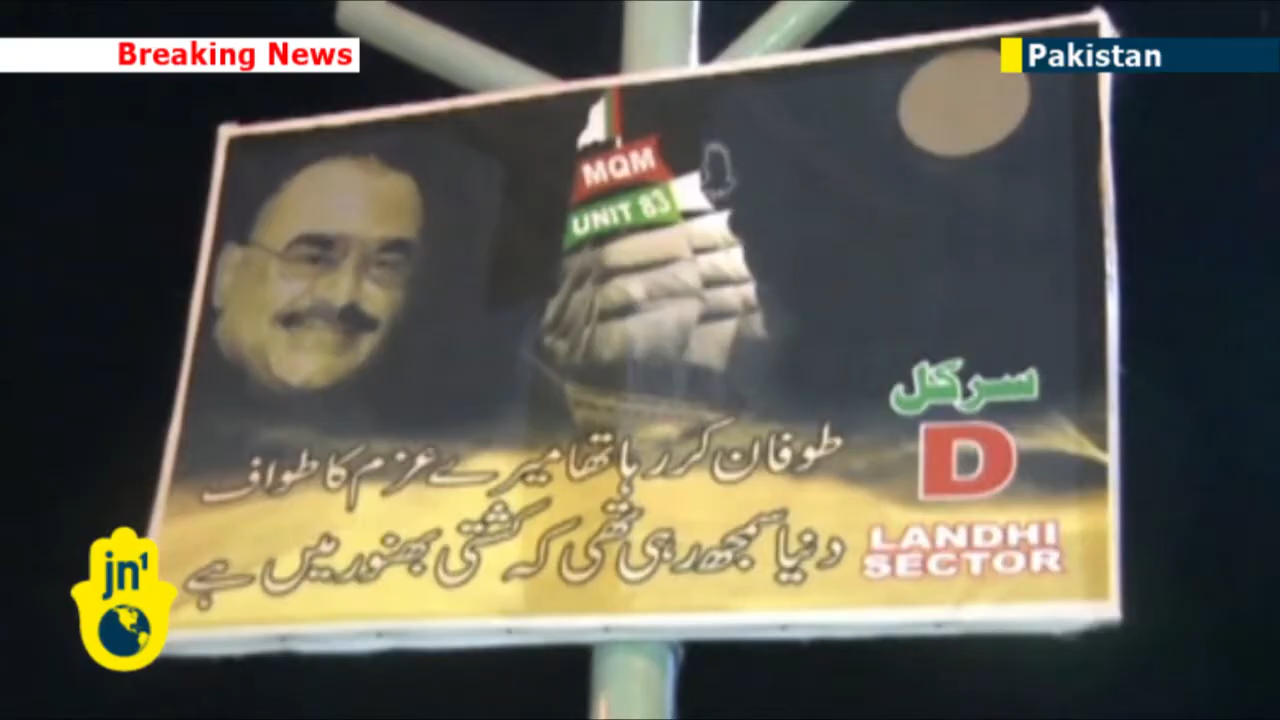 Breaking News
Pakistan
MQM
UNIT 83
سرکل
D
LANDHI
SECTOR
طوفان کر رہا تھا میرے عزم کا طواف
دنیا سمجھ رہی تھی کہ کشتی بھنور میں ہے
jn1